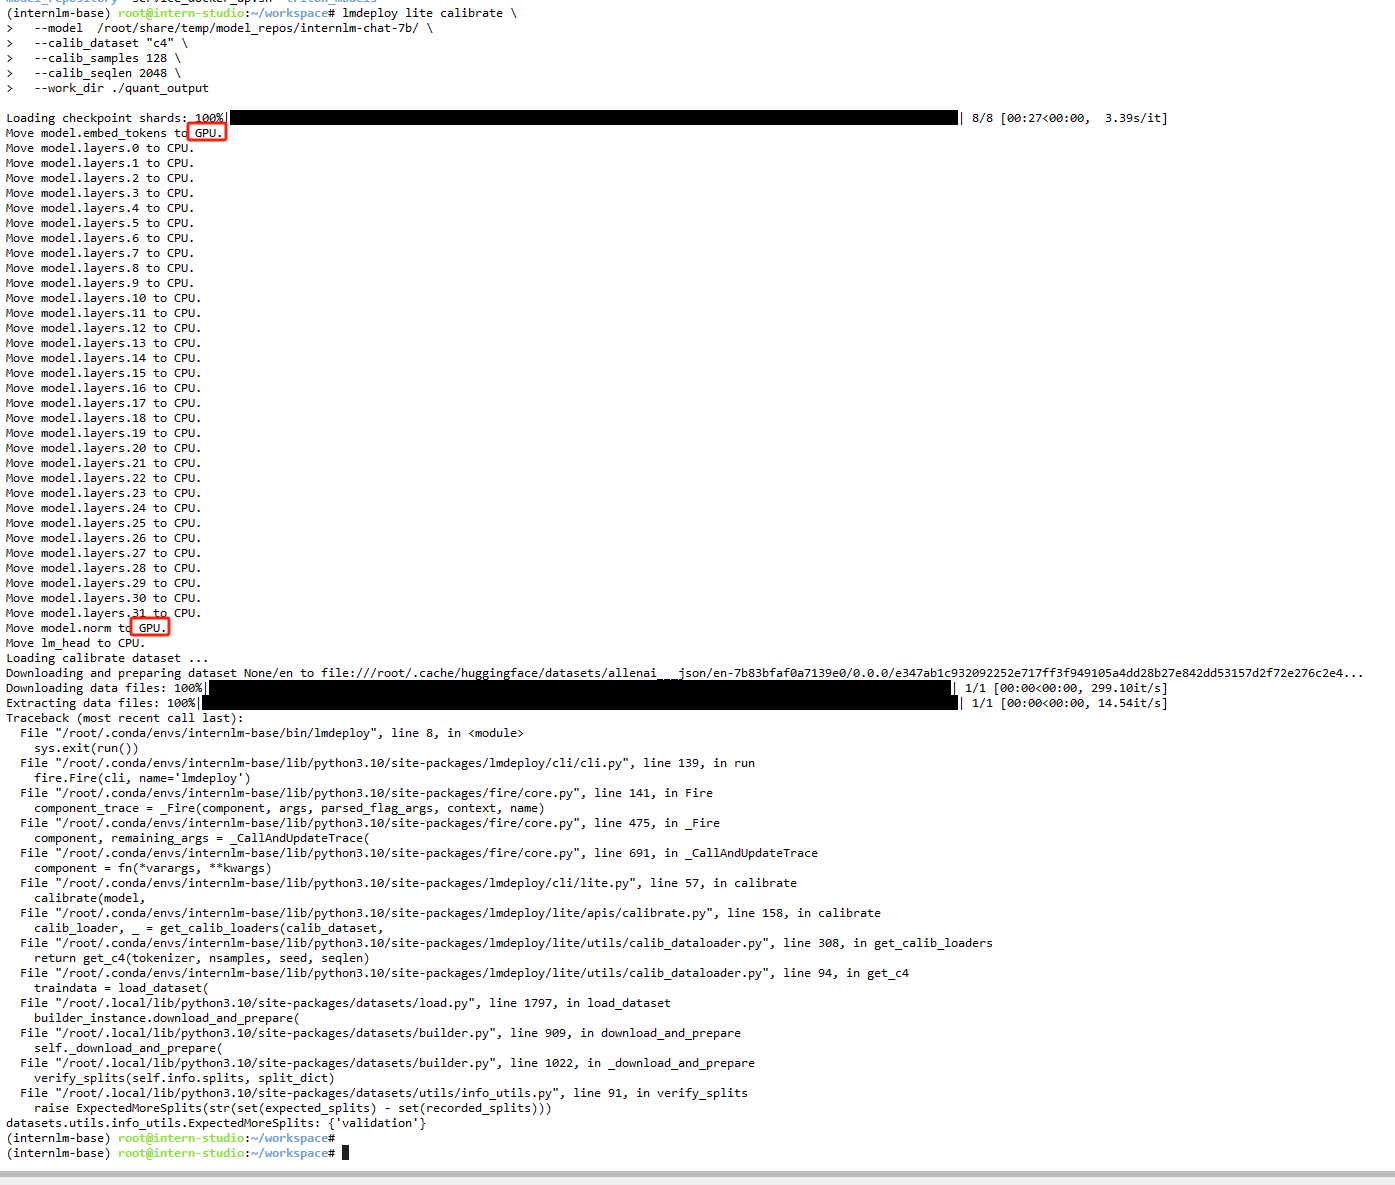 (internlm-base) root@intern-studio:~/workspace# lmdeploy lite calibrate \
>   --model  /root/share/temp/model_repos/internlm-chat-7b/ \
>   --calib_dataset "c4" \
>   --calib_samples 128 \
>   --calib_seqlen 2048 \
>   --work_dir ./quant_output
Loading checkpoint shards: 100%| | 8/8 [00:27<00:00,  3.39s/it]
Move model.embed_tokens to GPU.
Move model.layers.0 to CPU.
Move model.layers.1 to CPU.
Move model.layers.2 to CPU.
Move model.layers.3 to CPU.
Move model.layers.4 to CPU.
Move model.layers.5 to CPU.
Move model.layers.6 to CPU.
Move model.layers.7 to CPU.
Move model.layers.8 to CPU.
Move model.layers.9 to CPU.
Move model.layers.10 to CPU.
Move model.layers.11 to CPU.
Move model.layers.12 to CPU.
Move model.layers.13 to CPU.
Move model.layers.14 to CPU.
Move model.layers.15 to CPU.
Move model.layers.16 to CPU.
Move model.layers.17 to CPU.
Move model.layers.18 to CPU.
Move model.layers.19 to CPU.
Move model.layers.20 to CPU.
Move model.layers.21 to CPU.
Move model.layers.22 to CPU.
Move model.layers.23 to CPU.
Move model.layers.24 to CPU.
Move model.layers.25 to CPU.
Move model.layers.26 to CPU.
Move model.layers.27 to CPU.
Move model.layers.28 to CPU.
Move model.layers.29 to CPU.
Move model.layers.30 to CPU.
Move model.layers.31 to CPU.
Move model.norm to GPU.
Move lm_head to CPU.
Loading calibrate dataset ...
Downloading and preparing dataset None/en to file:///root/.cache/huggingface/datasets/allenai___json/en-7b83bfaf0a7139e0/0.0.0/e347ab1c932092252e717ff3f949105a4dd28b27e842dd53157d2f72e276c2e4...
Downloading data files: 100%| | 1/1 [00:00<00:00, 299.10it/s]
Extracting data files: 100%| | 1/1 [00:00<00:00, 14.54it/s]
Traceback (most recent call last):
  File "/root/.conda/envs/internlm-base/bin/lmdeploy", line 8, in <module>
    sys.exit(run())
  File "/root/.conda/envs/internlm-base/lib/python3.10/site-packages/lmdeploy/cli/cli.py", line 139, in run
    fire.Fire(cli, name='lmdeploy')
  File "/root/.conda/envs/internlm-base/lib/python3.10/site-packages/fire/core.py", line 141, in Fire
    component_trace = _Fire(component, args, parsed_flag_args, context, name)
  File "/root/.conda/envs/internlm-base/lib/python3.10/site-packages/fire/core.py", line 475, in _Fire
    component, remaining_args = _CallAndUpdateTrace(
  File "/root/.conda/envs/internlm-base/lib/python3.10/site-packages/fire/core.py", line 691, in _CallAndUpdateTrace
    component = fn(*varargs, **kwargs)
  File "/root/.conda/envs/internlm-base/lib/python3.10/site-packages/lmdeploy/cli/lite.py", line 57, in calibrate
    calibrate(model,
  File "/root/.conda/envs/internlm-base/lib/python3.10/site-packages/lmdeploy/lite/apis/calibrate.py", line 158, in calibrate
    calib_loader, _ = get_calib_loaders(calib_dataset,
  File "/root/.conda/envs/internlm-base/lib/python3.10/site-packages/lmdeploy/lite/utils/calib_dataloader.py", line 308, in get_calib_loaders
    return get_c4(tokenizer, nsamples, seed, seqlen)
  File "/root/.conda/envs/internlm-base/lib/python3.10/site-packages/lmdeploy/lite/utils/calib_dataloader.py", line 94, in get_c4
    traindata = load_dataset(
  File "/root/.local/lib/python3.10/site-packages/datasets/load.py", line 1797, in load_dataset
    builder_instance.download_and_prepare(
  File "/root/.local/lib/python3.10/site-packages/datasets/builder.py", line 909, in download_and_prepare
    self._download_and_prepare(
  File "/root/.local/lib/python3.10/site-packages/datasets/builder.py", line 1022, in _download_and_prepare
    verify_splits(self.info.splits, split_dict)
  File "/root/.local/lib/python3.10/site-packages/datasets/utils/info_utils.py", line 91, in verify_splits
    raise ExpectedMoreSplits(str(set(expected_splits) - set(recorded_splits)))
datasets.utils.info_utils.ExpectedMoreSplits: {'validation'}
(internlm-base) root@intern-studio:~/workspace#
(internlm-base) root@intern-studio:~/workspace#